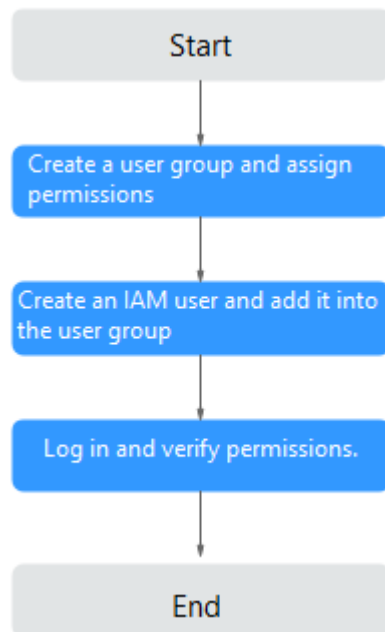 Start
Create a user group and assign
permissions
Create an IAM user and add it into
the user group
Log in and verify permissions.
End